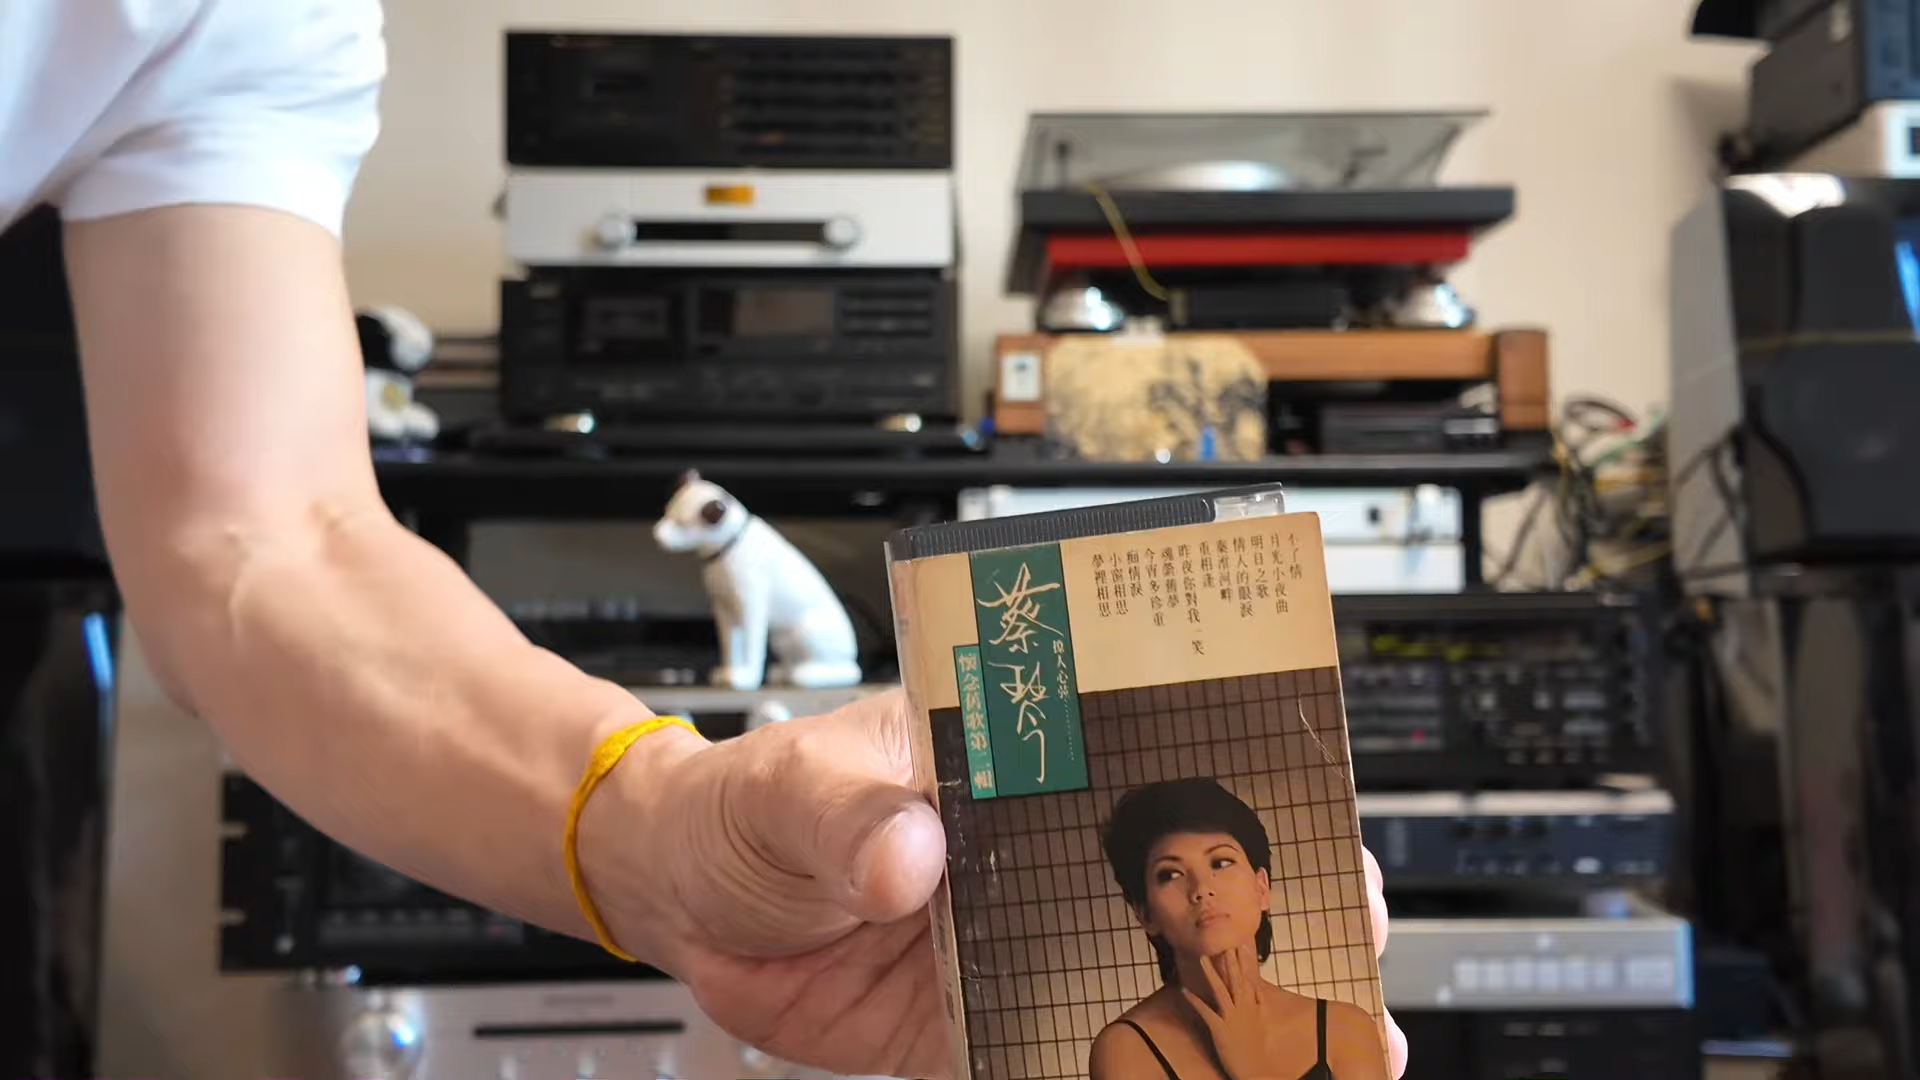 不了情
月光小夜曲
明日之歌
情人的眼淚
秦淮河畔
重相逢
昨夜你對我一笑
魂縈舊夢
今宵多珍重
痴情淚
小窗相思
夢裡相思
撩人心弦
蔡琴
懷念舊歌第二輯